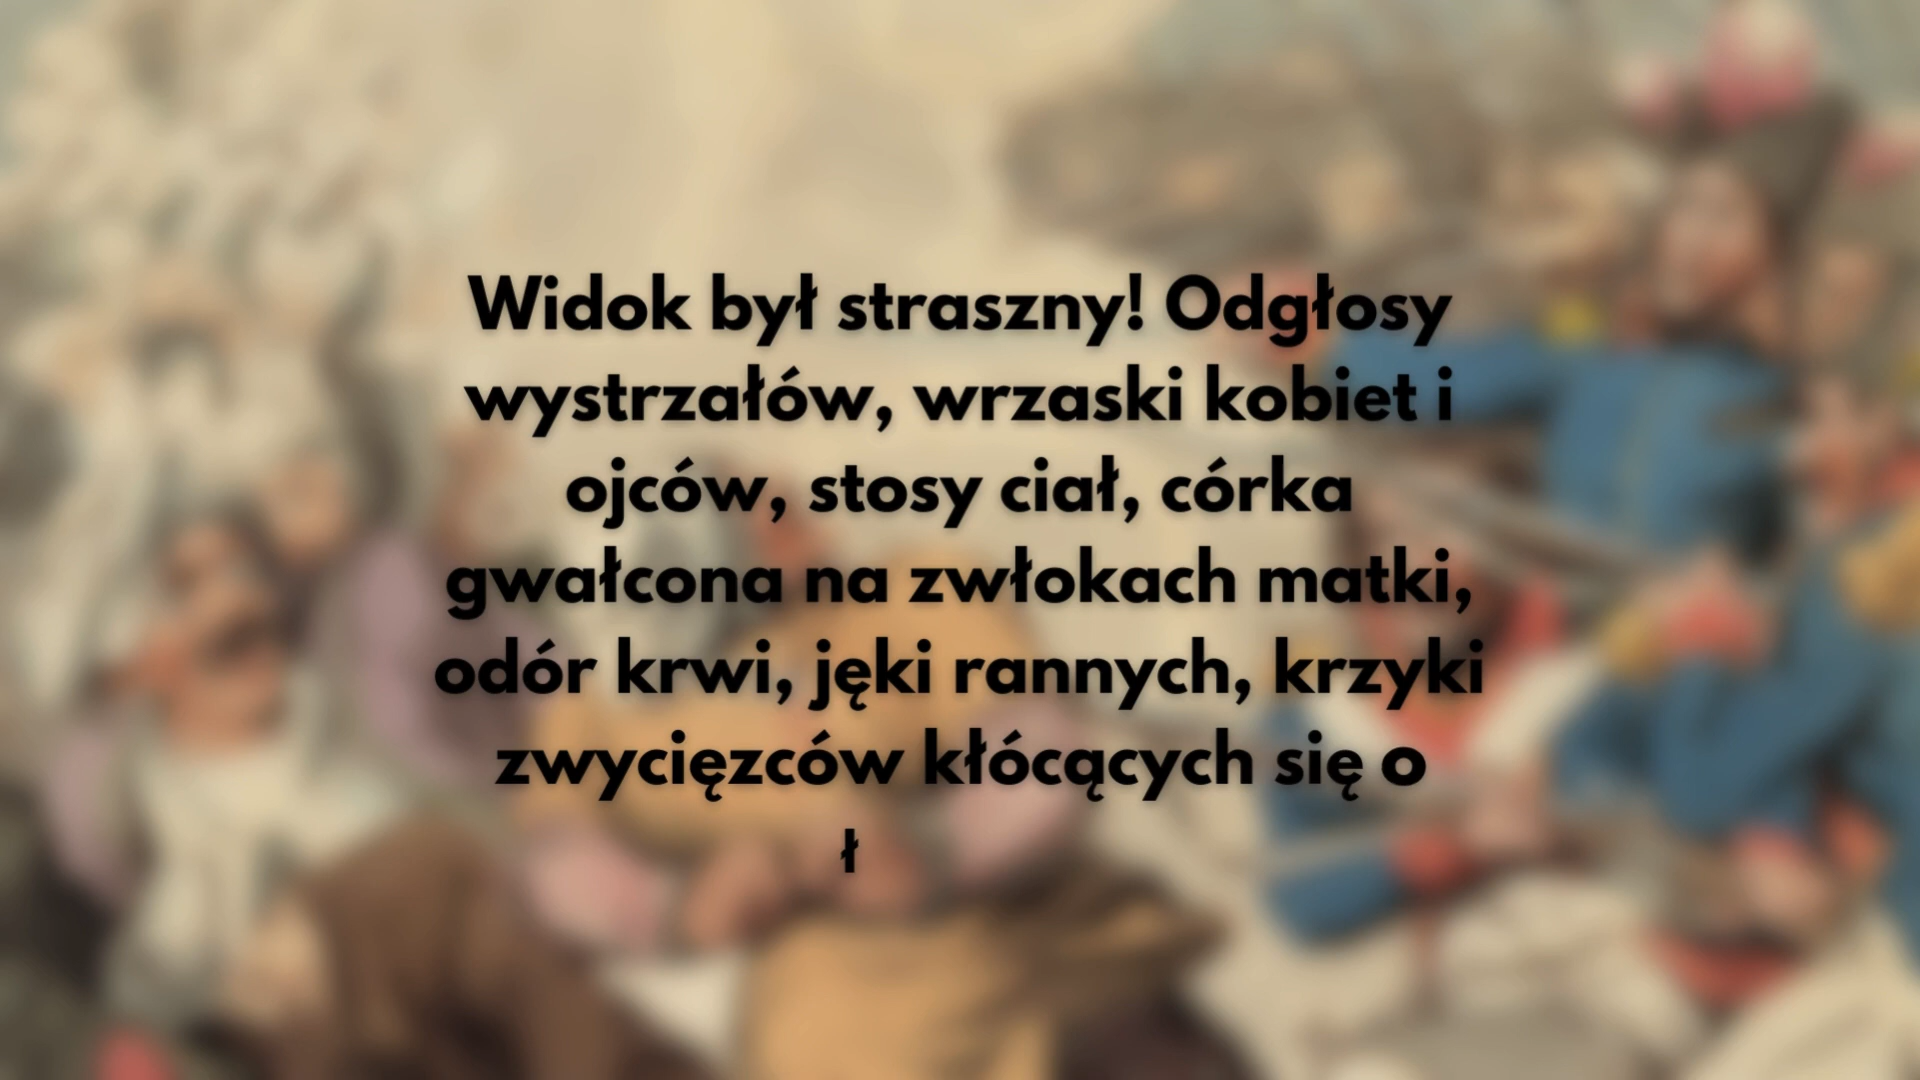 Widok był straszny! Odgłosy
wystrzałów, wrzaski kobiet i
ojców, stosy ciał, córka
gwałcona na zwłokach matki,
odór krwi, jęki rannych, krzyki
zwycięzców kłócących się o
ł